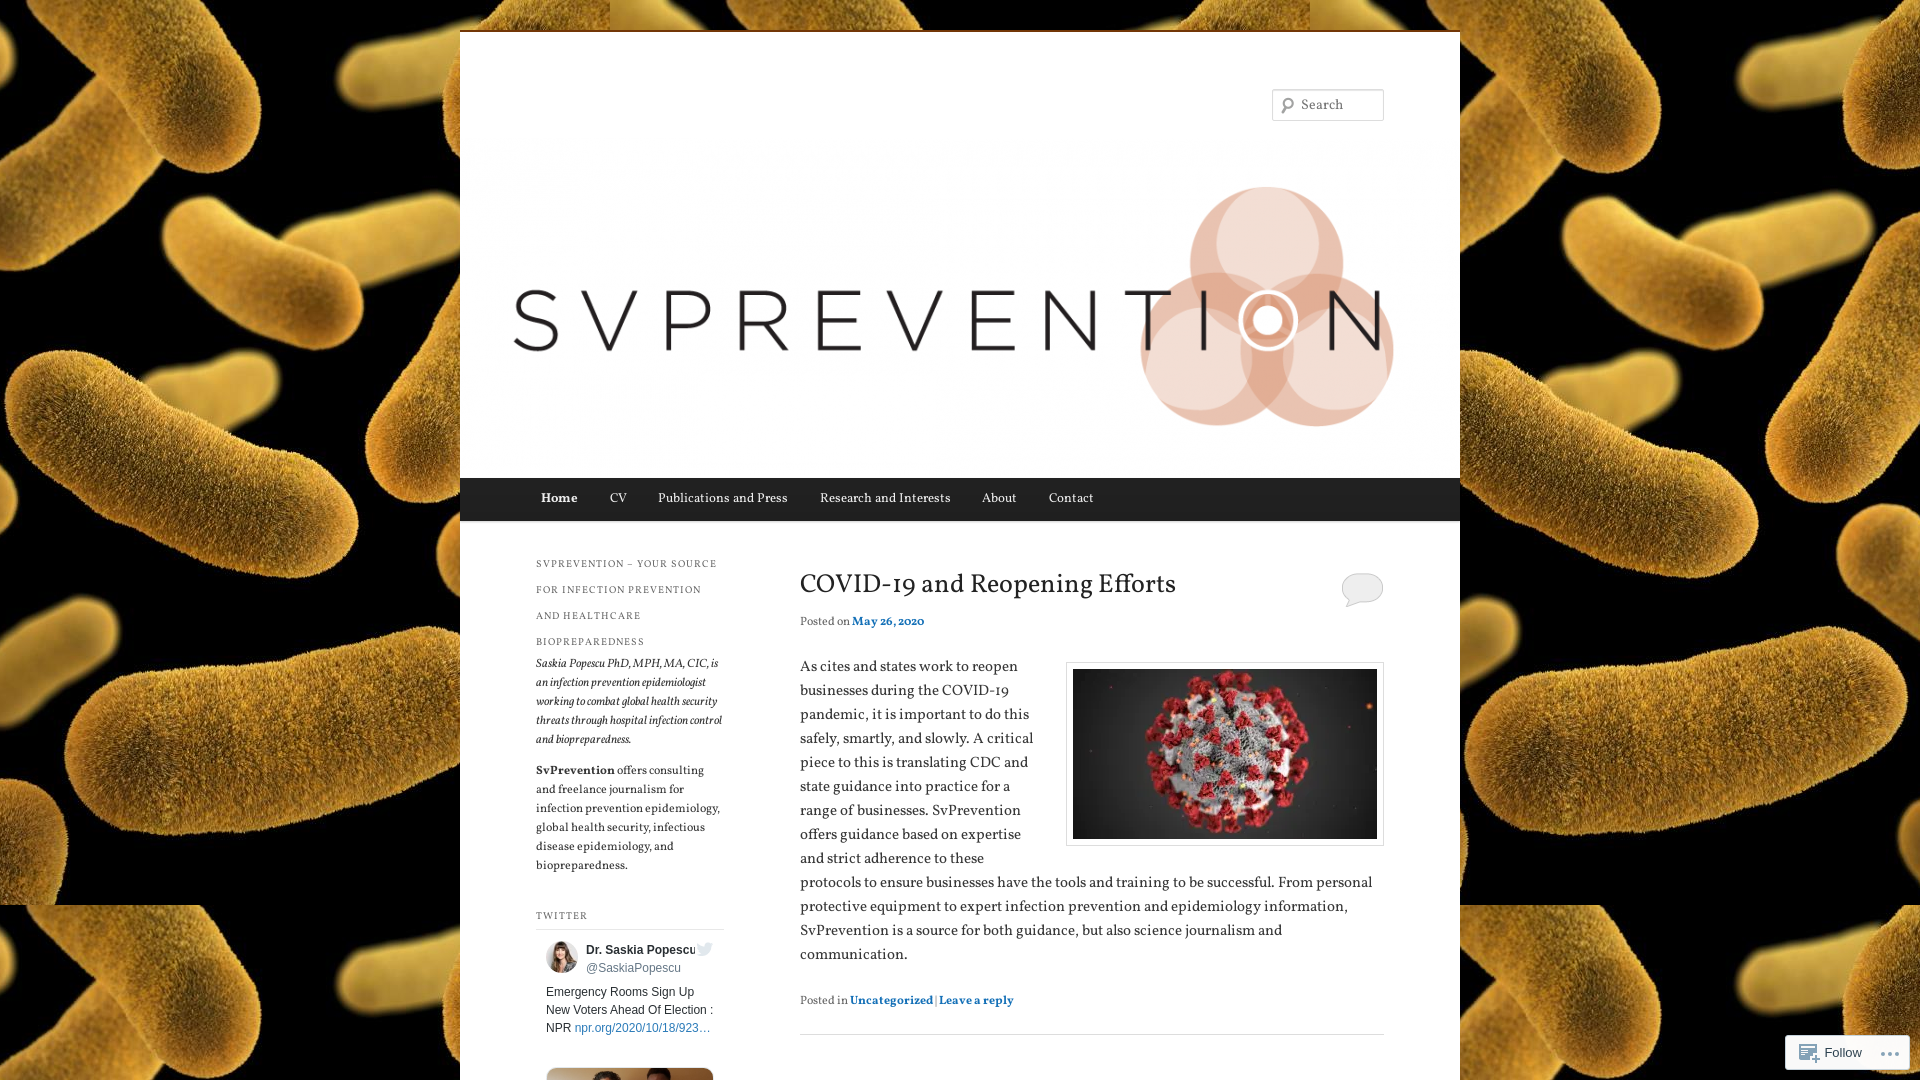 Search
SVPREVENTION
Home CV Publications and Press Research and Interests About Contact
SVPREVENTION – YOUR SOURCE
FOR INFECTION PREVENTION
AND HEALTHCARE
BIOPREPAREDNESS
Saskia Popescu PhD, MPH, MA, CIC, is
an infection prevention epidemiologist
working to combat global health security
threats through hospital infection control
and biopreparedness.
SvPrevention offers consulting
and freelance journalism for
infection prevention epidemiology,
global health security, infectious
disease epidemiology, and
biopreparedness.
TWITTER
Dr. Saskia Popescu
@SaskiaPopescu
Emergency Rooms Sign Up
New Voters Ahead Of Election :
NPR npr.org/2020/10/18/923…
COVID-19 and Reopening Efforts
Posted on May 26, 2020
As cites and states work to reopen
businesses during the COVID-19
pandemic, it is important to do this
safely, smartly, and slowly. A critical
piece to this is translating CDC and
state guidance into practice for a
range of businesses. SvPrevention
offers guidance based on expertise
and strict adherence to these
protocols to ensure businesses have the tools and training to be successful. From personal
protective equipment to expert infection prevention and epidemiology information,
SvPrevention is a source for both guidance, but also science journalism and
communication.
Posted in Uncategorized | Leave a reply
Follow